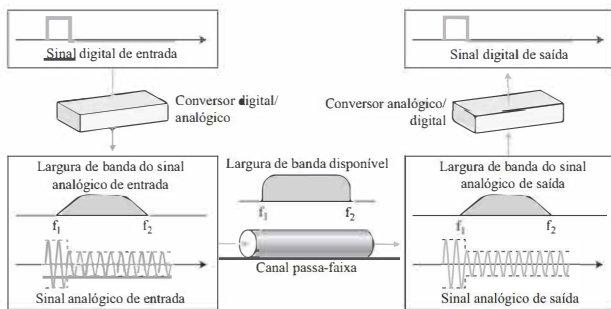 Sinal digital de entrada
Sinal digital de saída
Conversor digital/
analógico
Conversor analógico/
digital
Largura de banda do sinal
analógico de entrada
f₁ f₂
Sinal analógico de entrada
Largura de banda disponível
f₁ f₂
Canal passa-faixa
Largura de banda do sinal
analógico de saída
f₁ f₂
Sinal analógico de saída